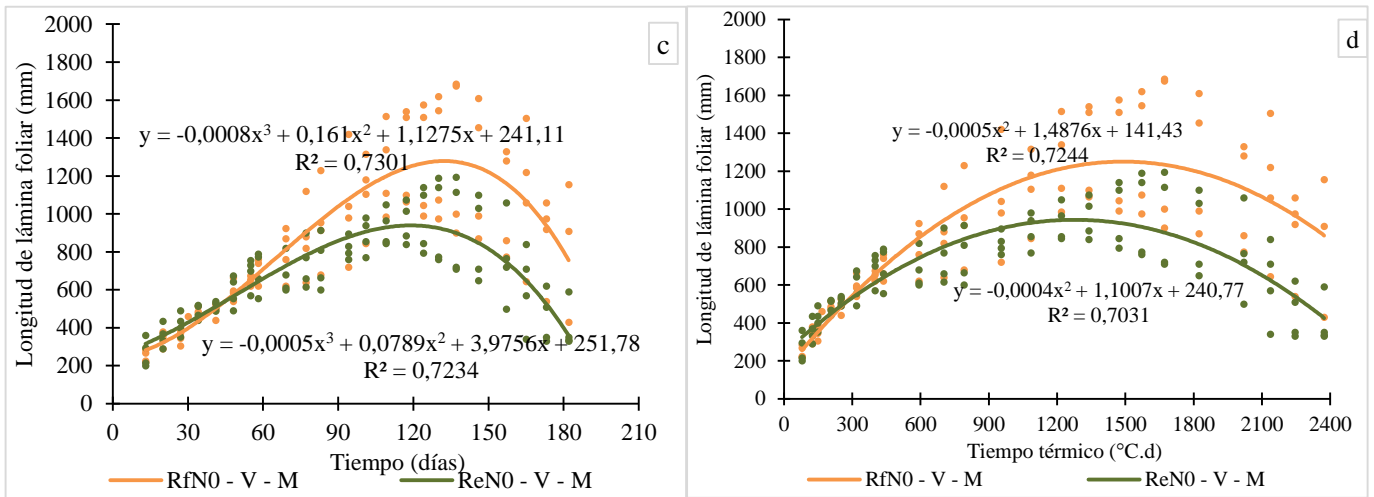 c
Longitud de lámina foliar (mm)
2000
1800
1600
1400
1200
1000
800
600
400
200
0
y = -0,0008x³ + 0,161x² + 1,1275x + 241,11
R² = 0,7301
y = -0,0005x³ + 0,0789x² + 3,9756x + 251,78
R² = 0,7234
0 30 60 90 120 150 180 210
Tiempo (días)
RfN0 - V - M ReN0 - V - M
d
Longitud de lámina foliar (mm)
2000
1800
1600
1400
1200
1000
800
600
400
200
0
y = -0,0005x² + 1,4876x + 141,43
R² = 0,7244
y = -0,0004x² + 1,1007x + 240,77
R² = 0,7031
0 300 600 900 1200 1500 1800 2100 2400
Tiempo térmico (°C.d)
RfN0 - V - M ReN0 - V - M